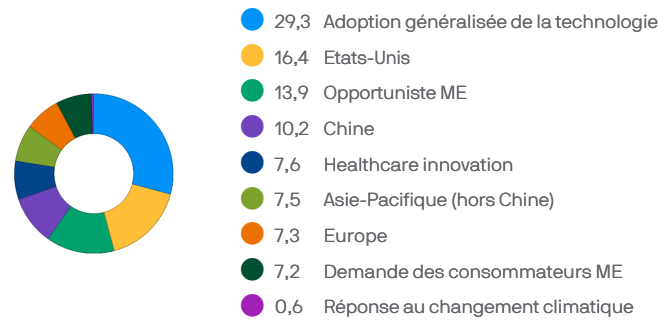 29,3 Adoption généralisée de la technologie
16,4 Etats-Unis
13,9 Opportuniste ME
10,2 Chine
7,6 Healthcare innovation
7,5 Asie-Pacifique (hors Chine)
7,3 Europe
7,2 Demande des consommateurs ME
0,6 Réponse au changement climatique